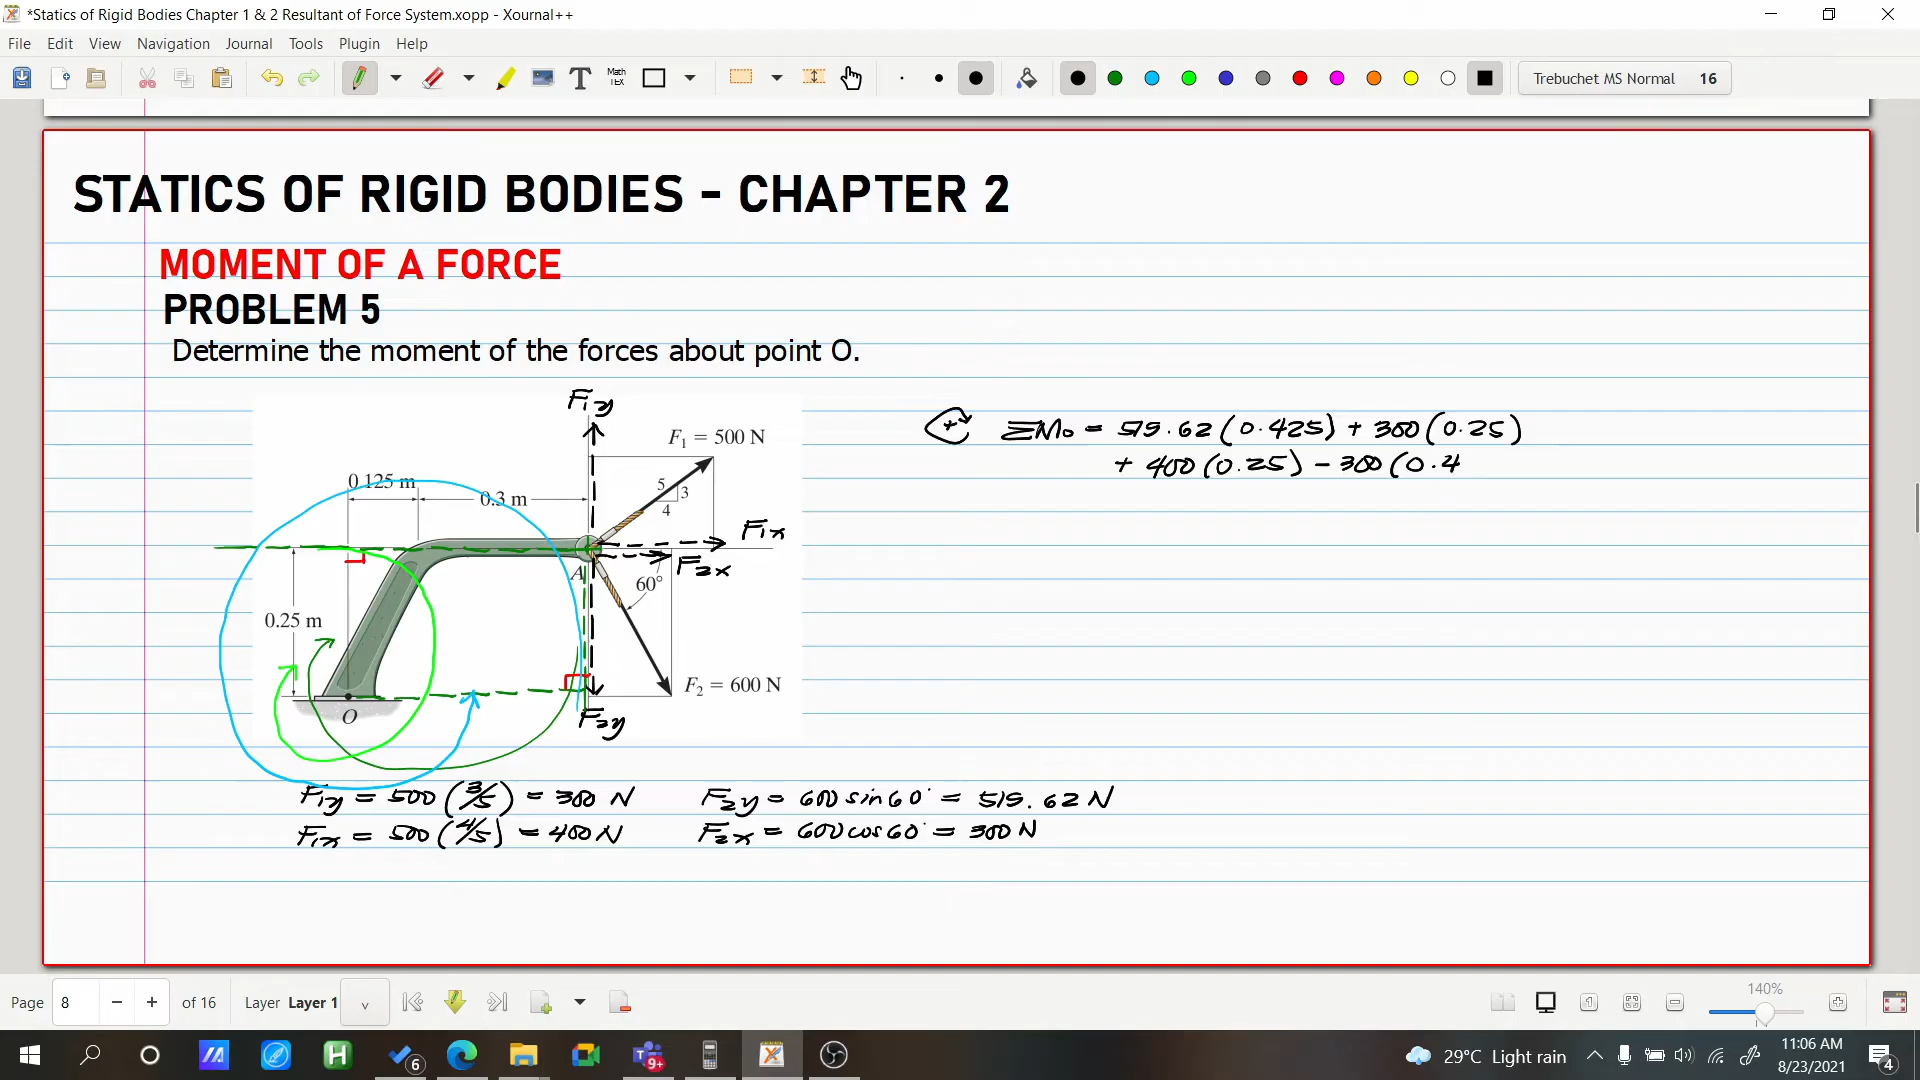 *Statics of Rigid Bodies Chapter 1 & 2 Resultant of Force System.xopp - Xournal++
File Edit View Navigation Journal Tools Plugin Help
T Math TEX Trebuchet MS Normal 16
STATICS OF RIGID BODIES - CHAPTER 2
MOMENT OF A FORCE
PROBLEM 5
Determine the moment of the forces about point O.
F1y
F₁ = 500 N
ΣMo = 519.62(0.425) + 300(0.25)
+ 400(0.25) - 300(0.4
0.125 m
0.3 m
5
3
4
F1x
F2x
A
60°
0.25 m
F₂ = 600 N
O
F2y
F1y = 500(3/5) = 300 N F2y = 600 sin 60° = 519.62 N
F1x = 500(4/5) = 400 N F2x = 600 cos 60° = 300 N
Page 8 of 16 Layer Layer 1 140%
6
9+
29°C Light rain
11:06 AM
8/23/2021
4